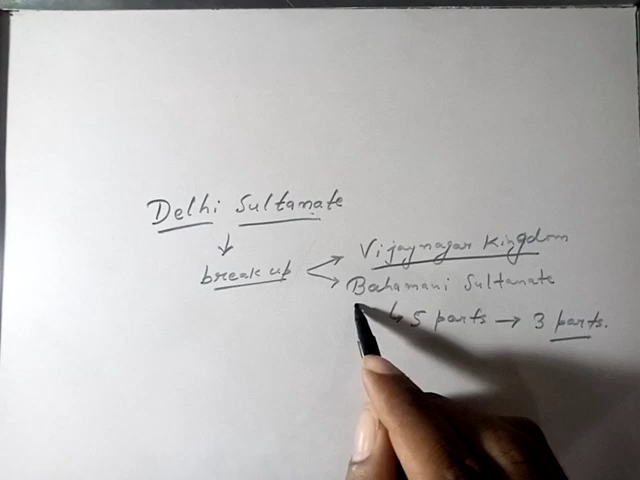 Delhi Sultanate
↓
break up
Vijaynagar Kingdom
Bahamani Sultanate
↳ 5 parts → 3 parts.